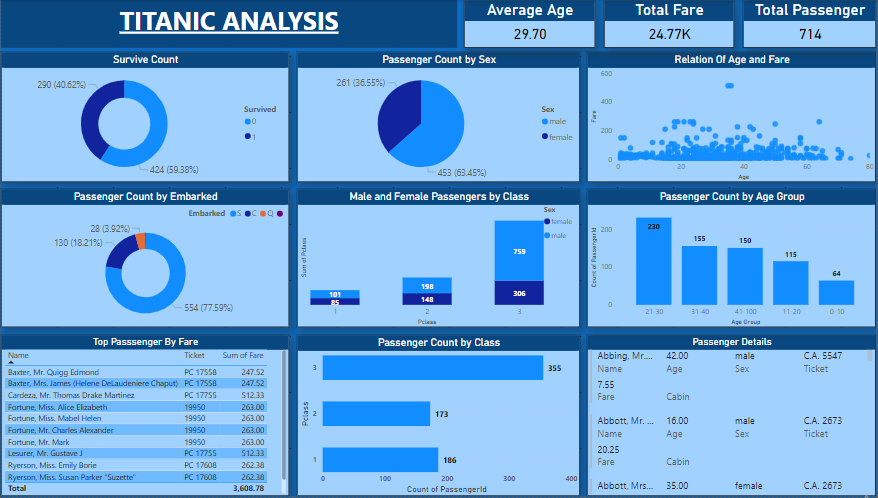 TITANIC ANALYSIS
Average Age
29.70
Total Fare
24.77K
Total Passenger
714
Survive Count
290 (40.62%)
424 (59.38%)
Survived
0
1
Passenger Count by Sex
261 (36.55%)
453 (63.45%)
Sex
male
female
Relation Of Age and Fare
Fare
600
400
200
0
0
20
40
60
80
Age
Passenger Count by Embarked
Embarked S C Q
28 (3.92%)
130 (18.21%)
554 (77.59%)
Male and Female Passengers by Class
Sex
female
male
Sum of Pclass
101
85
198
148
759
306
1 2 3
Pclass
Passenger Count by Age Group
Count of PassengerId
200
100
0
230
155
150
115
64
21-30 31-40 41-100 11-20 0-10
Age Group
Top Passsenger By Fare
Name Ticket Sum of Fare
Baxter, Mr. Quigg Edmond PC 17558 247.52
Baxter, Mrs. James (Helene DeLaudeniere Chaput) PC 17558 247.52
Cardeza, Mr. Thomas Drake Martinez PC 17755 512.33
Fortune, Miss. Alice Elizabeth 19950 263.00
Fortune, Miss. Mabel Helen 19950 263.00
Fortune, Mr. Charles Alexander 19950 263.00
Fortune, Mr. Mark 19950 263.00
Lesurer, Mr. Gustave J PC 17755 512.33
Ryerson, Miss. Emily Borie PC 17608 262.38
Ryerson, Miss. Susan Parker "Suzette" PC 17608 262.38
Total 3,608.78
Passenger Count by Class
Pclass
3
355
2
173
1
186
0 100 200 300 400
Count of PassengerId
Passenger Details
Abbing, Mr.... 42.00 male C.A. 5547
Name Age Sex Ticket
7.55
Fare Cabin
Abbott, Mr. ... 16.00 male C.A. 2673
Name Age Sex Ticket
20.25
Fare Cabin
Abbott, Mrs... 35.00 female C.A. 2673